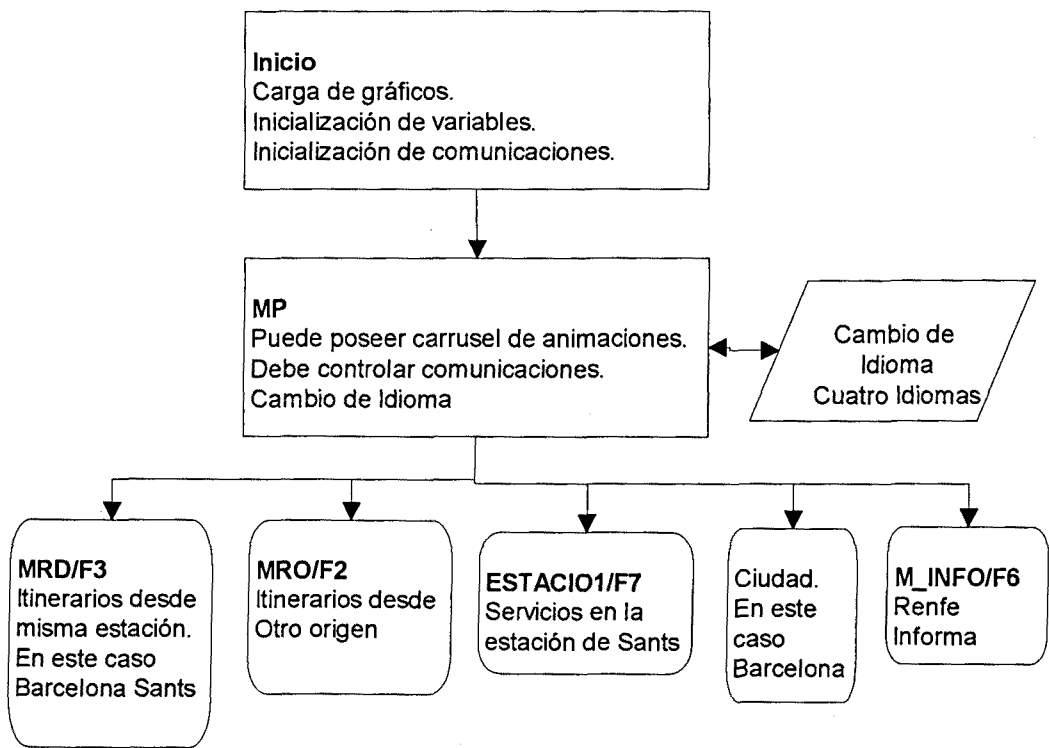 Inicio
Carga de gráficos.
Inicialización de variables.
Inicialización de comunicaciones.
MP
Puede poseer carrusel de animaciones.
Debe controlar comunicaciones.
Cambio de Idioma
Cambio de
Idioma
Cuatro Idiomas
MRD/F3
Itinerarios desde
misma estación.
En este caso
Barcelona Sants
MRO/F2
Itinerarios desde
Otro origen
ESTACIO1/F7
Servicios en la
estación de Sants
Ciudad.
En este
caso
Barcelona
M_INFO/F6
Renfe
Informa